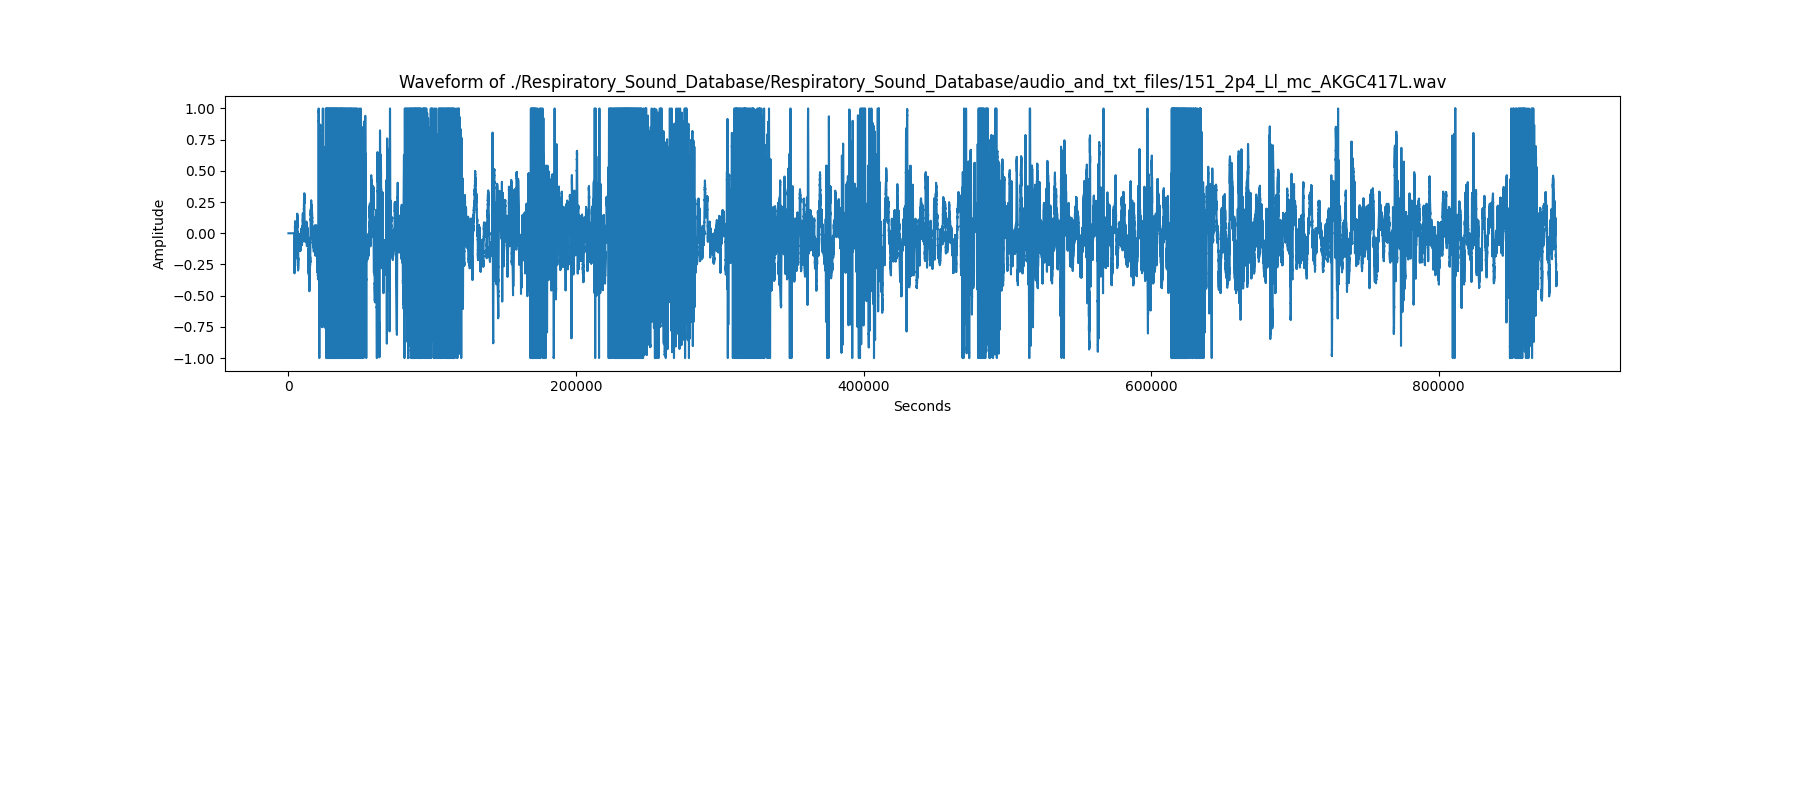 Waveform of ./Respiratory_Sound_Database/Respiratory_Sound_Database/audio_and_txt_files/151_2p4_Ll_mc_AKGC417L.wav
1.00
0.75
0.50
0.25
0.00
−0.25
−0.50
−0.75
−1.00
Amplitude
0 200000 400000 600000 800000
Seconds